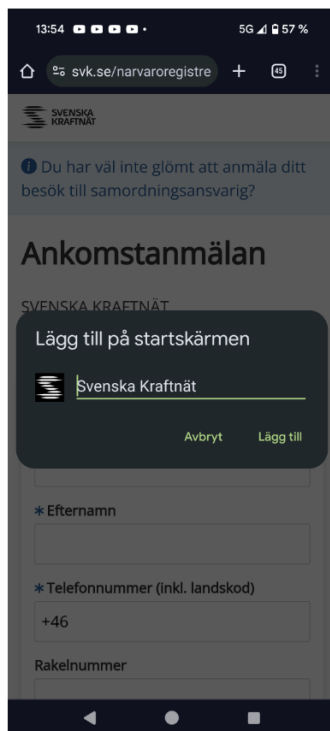 13:54
5G 57 %
svk.se/narvaroregistre
45
SVENSKA
KRAFTNÄT
Du har väl inte glömt att anmäla ditt
besök till samordningsansvarig?
Ankomstanmälan
SVENSKA KRAFTNÄT
Lägg till på startskärmen
Svenska Kraftnät
Avbryt Lägg till
* Efternamn
* Telefonnummer (inkl. landskod)
+46
Rakelnummer